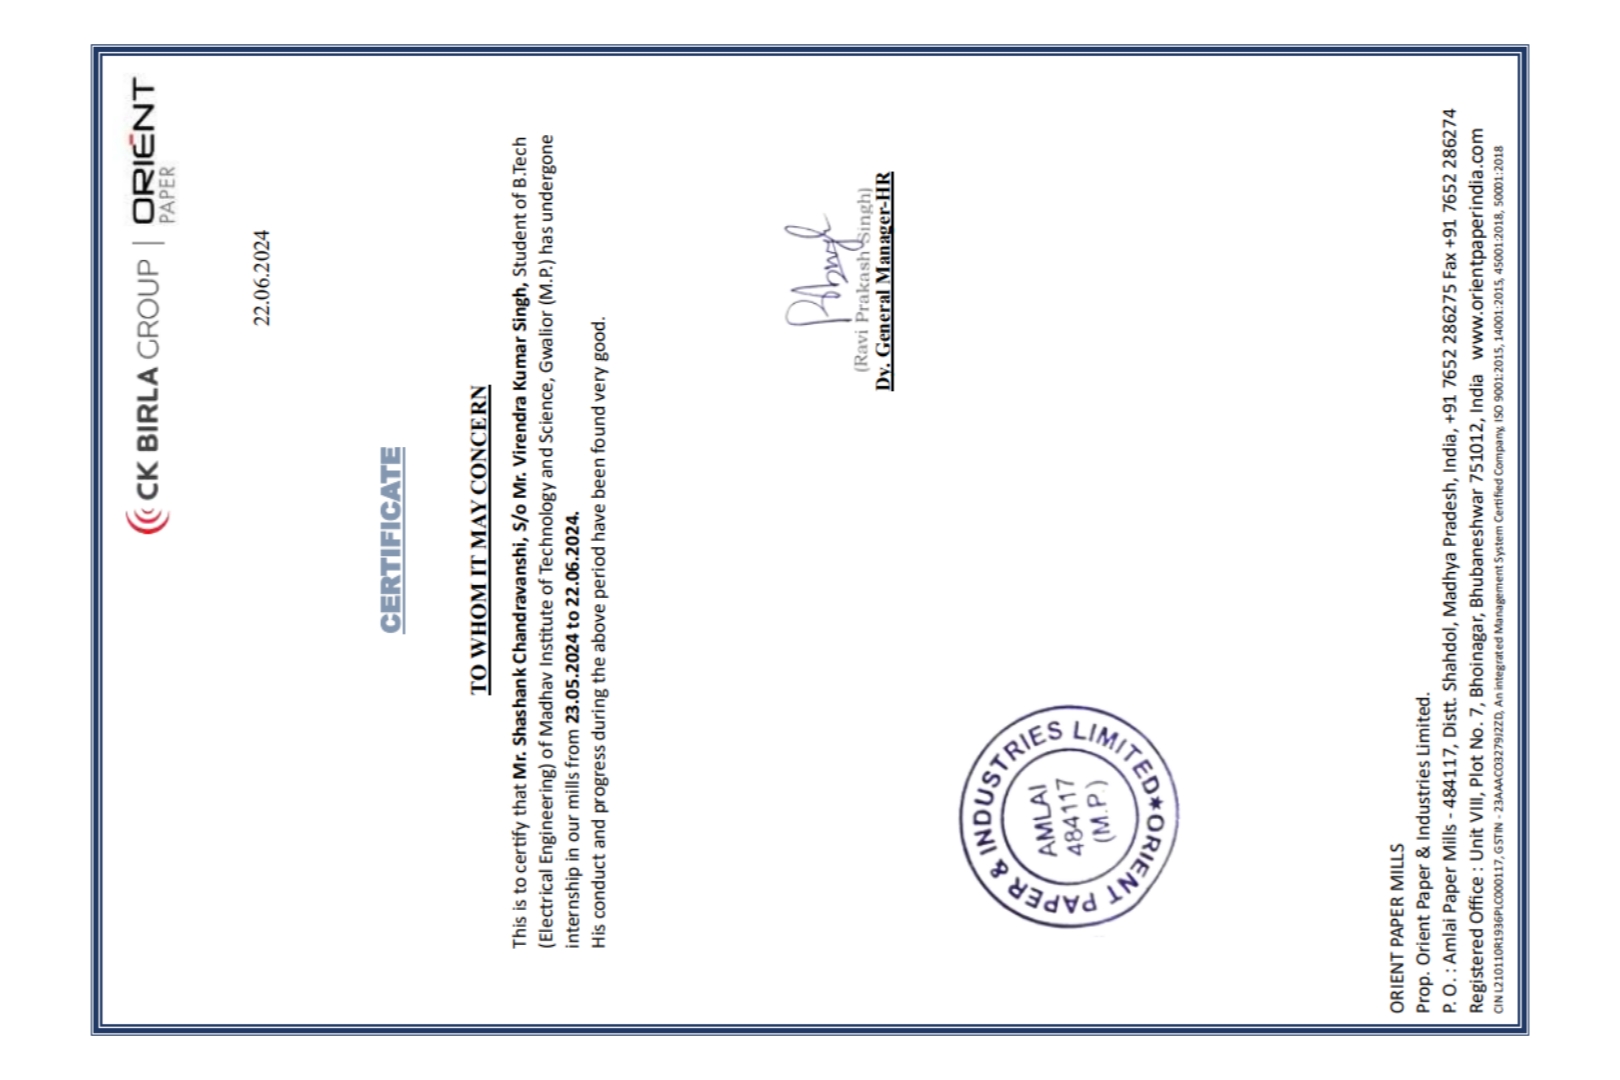 CK BIRLA GROUP | ORIENT
PAPER
22.06.2024
CERTIFICATE
TO WHOM IT MAY CONCERN
This is to certify that Mr. Shashank Chandravanshi, S/o Mr. Virendra Kumar Singh, Student of B.Tech
(Electrical Engineering) of Madhav Institute of Technology and Science, Gwalior (M.P.) has undergone
internship in our mills from 23.05.2024 to 22.06.2024.
His conduct and progress during the above period have been found very good.
(Ravi Prakash Singh)
Dy. General Manager-HR
ORIENT PAPER & INDUSTRIES LIMITED★
AMLAI
484117
(M.P.)
ORIENT PAPER MILLS
Prop. Orient Paper & Industries Limited.
P. O. : Amlai Paper Mills - 484117, Distt. Shahdol, Madhya Pradesh, India, +91 7652 286275 Fax +91 7652 286274
Registered Office : Unit VIII, Plot No. 7, Bhoinagar, Bhubaneshwar 751012, India www.orientpaperindia.com
An integrated Management System Certified Company, ISO 9001:2015, 14001:2015, 45001:2018, 50001:2018